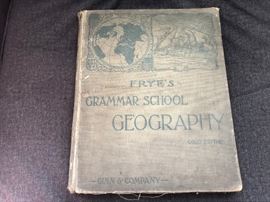 FRYE'S
GRAMMAR SCHOOL
GEOGRAPHY
GINN & COMPANY